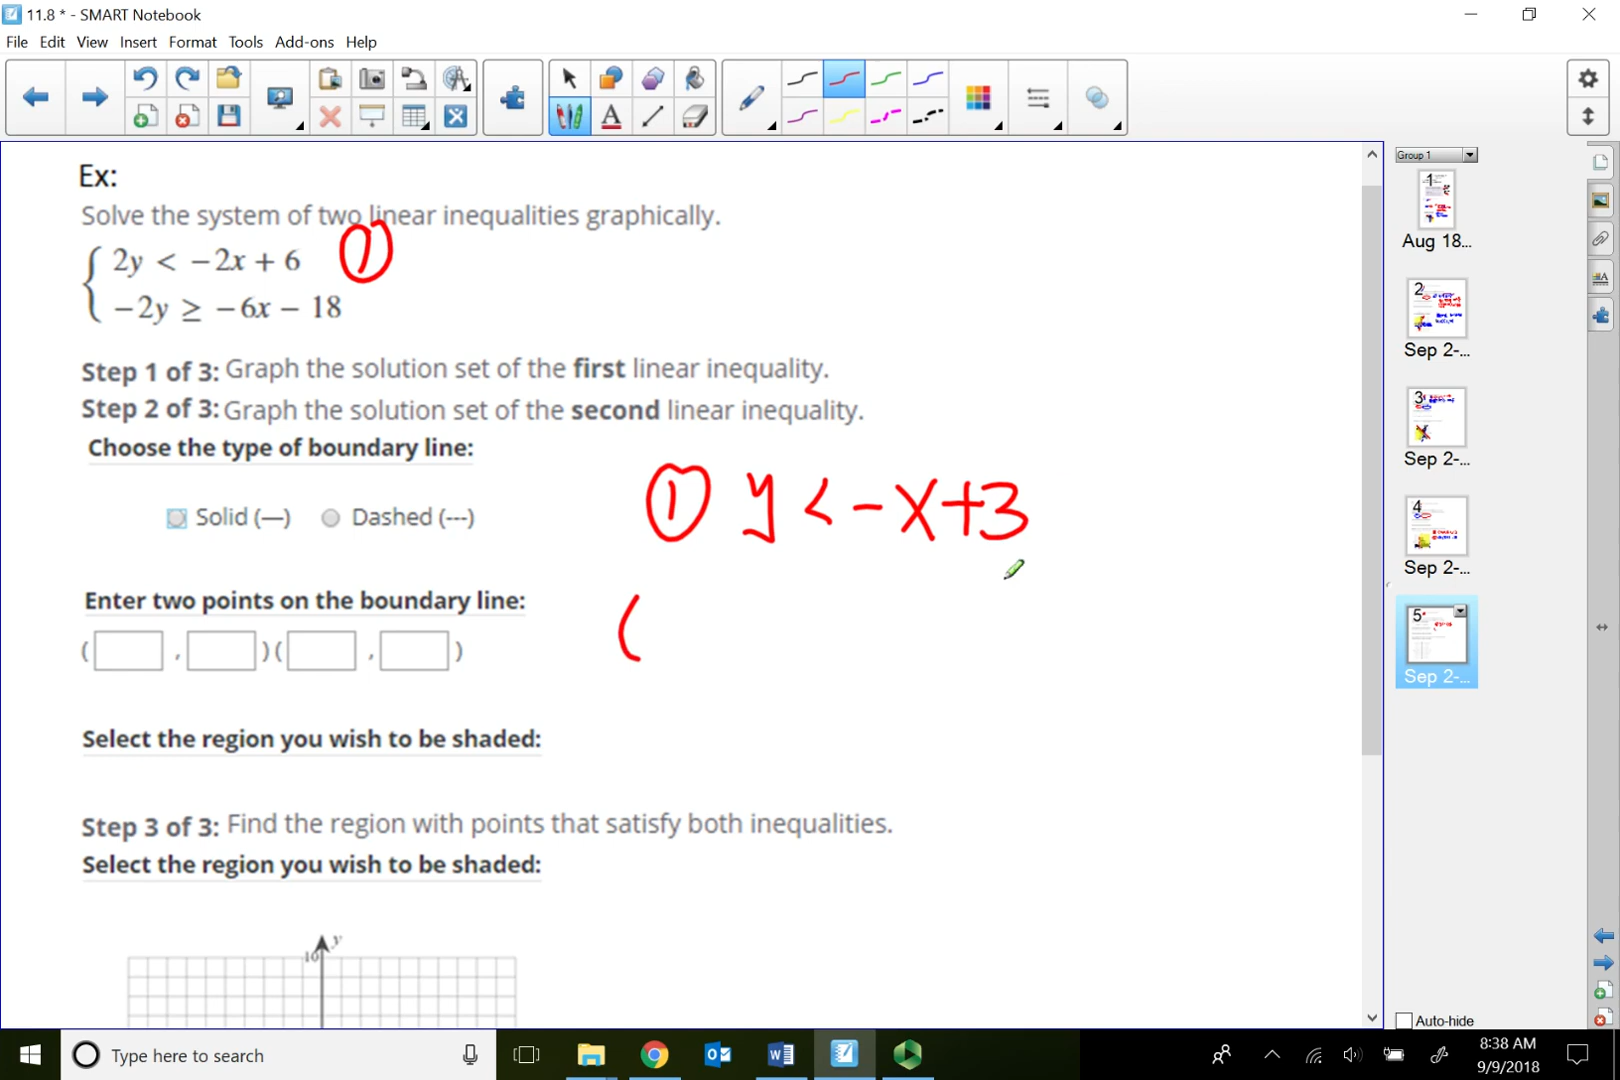 11.8 * - SMART Notebook
File Edit View Insert Format Tools Add-ons Help
Ex:
Solve the system of two linear inequalities graphically.
2y < −2x + 6 ①
−2y ≥ −6x − 18
Step 1 of 3: Graph the solution set of the first linear inequality.
Step 2 of 3: Graph the solution set of the second linear inequality.
Choose the type of boundary line:
① y < -x+3
Solid (—) Dashed (---)
Enter two points on the boundary line:
( , )( , )
(
Select the region you wish to be shaded:
Step 3 of 3: Find the region with points that satisfy both inequalities.
Select the region you wish to be shaded:
y
10
Group 1
1
Aug 18...
2
Sep 2-...
3
Sep 2-...
4
Sep 2-...
5
Sep 2-...
Auto-hide
Type here to search
8:38 AM
9/9/2018